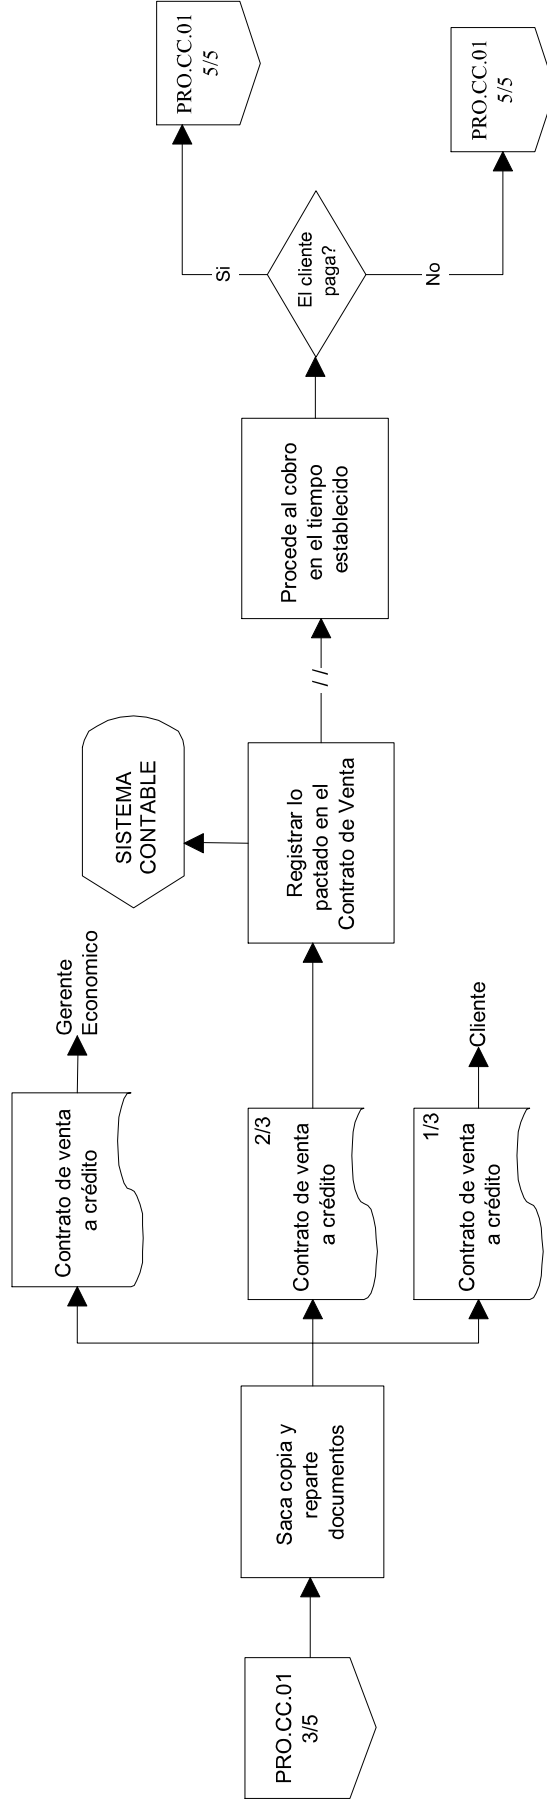 PRO.CC.01
3/5
Saca copia y
reparte
documentos
Contrato de venta
a crédito
Gerente
Economico
2/3
Contrato de venta
a crédito
1/3
Contrato de venta
a crédito
Cliente
Registrar lo
pactado en el
Contrato de Venta
SISTEMA
CONTABLE
/ /
Procede al cobro
en el tiempo
establecido
El cliente
paga?
Si
No
PRO.CC.01
5/5
PRO.CC.01
5/5